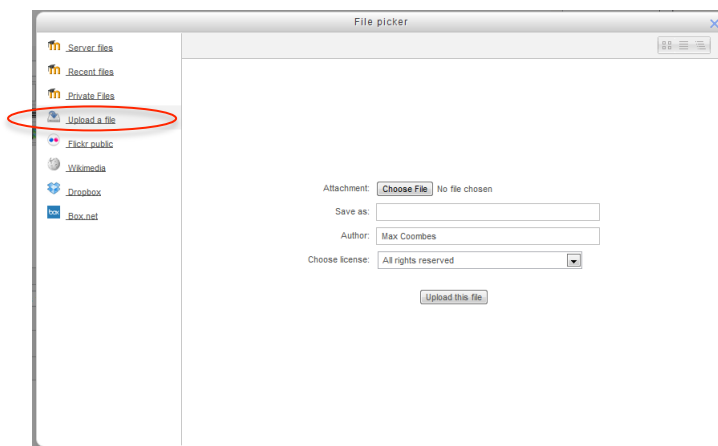 File picker
Server files
Recent files
Private Files
Upload a file
Flickr public
Wikimedia
Dropbox
box Box.net
Attachment: Choose File No file chosen
Save as:
Author: Max Coombes
Choose license: All rights reserved
Upload this file